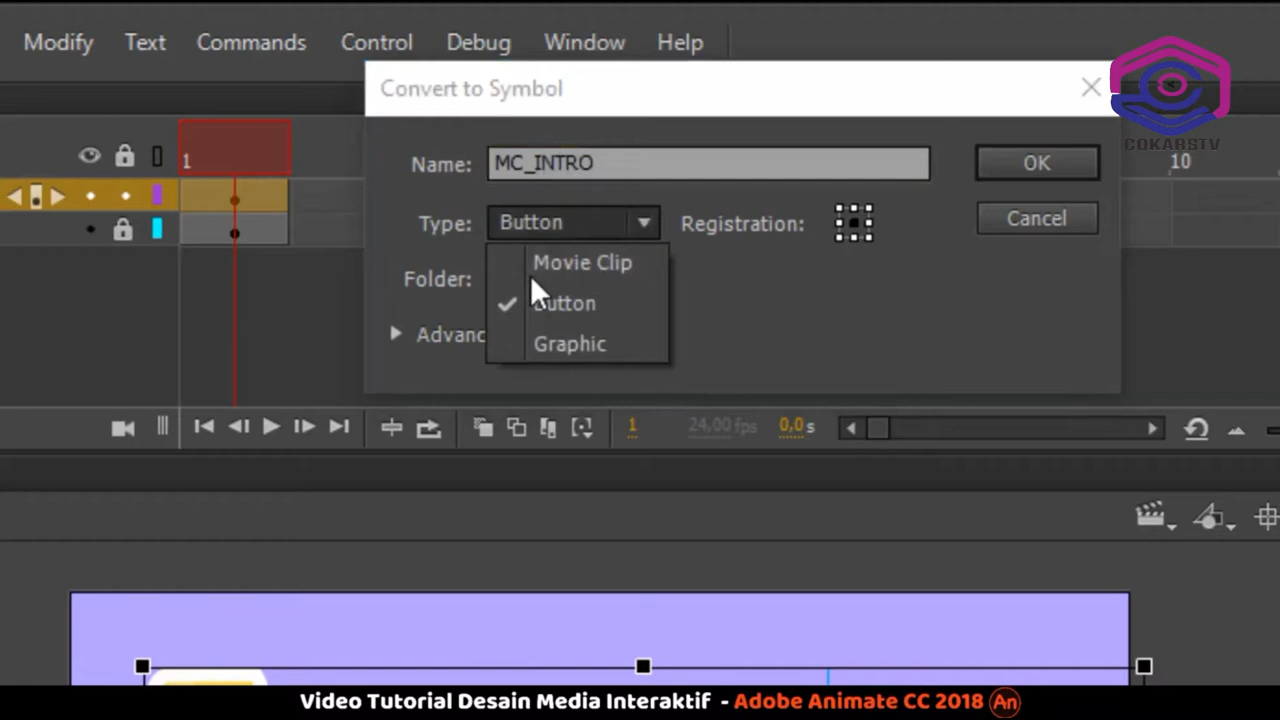 Modify Text Commands Control Debug Window Help
Convert to Symbol
COKARSTV
1
10
Name: MC_INTRO
OK
Type: Button
Registration:
Cancel
Movie Clip
Folder:
Button
Advanc
Graphic
1
24,00 fps
0,0 s
Video Tutorial Desain Media Interaktif - Adobe Animate CC 2018 An